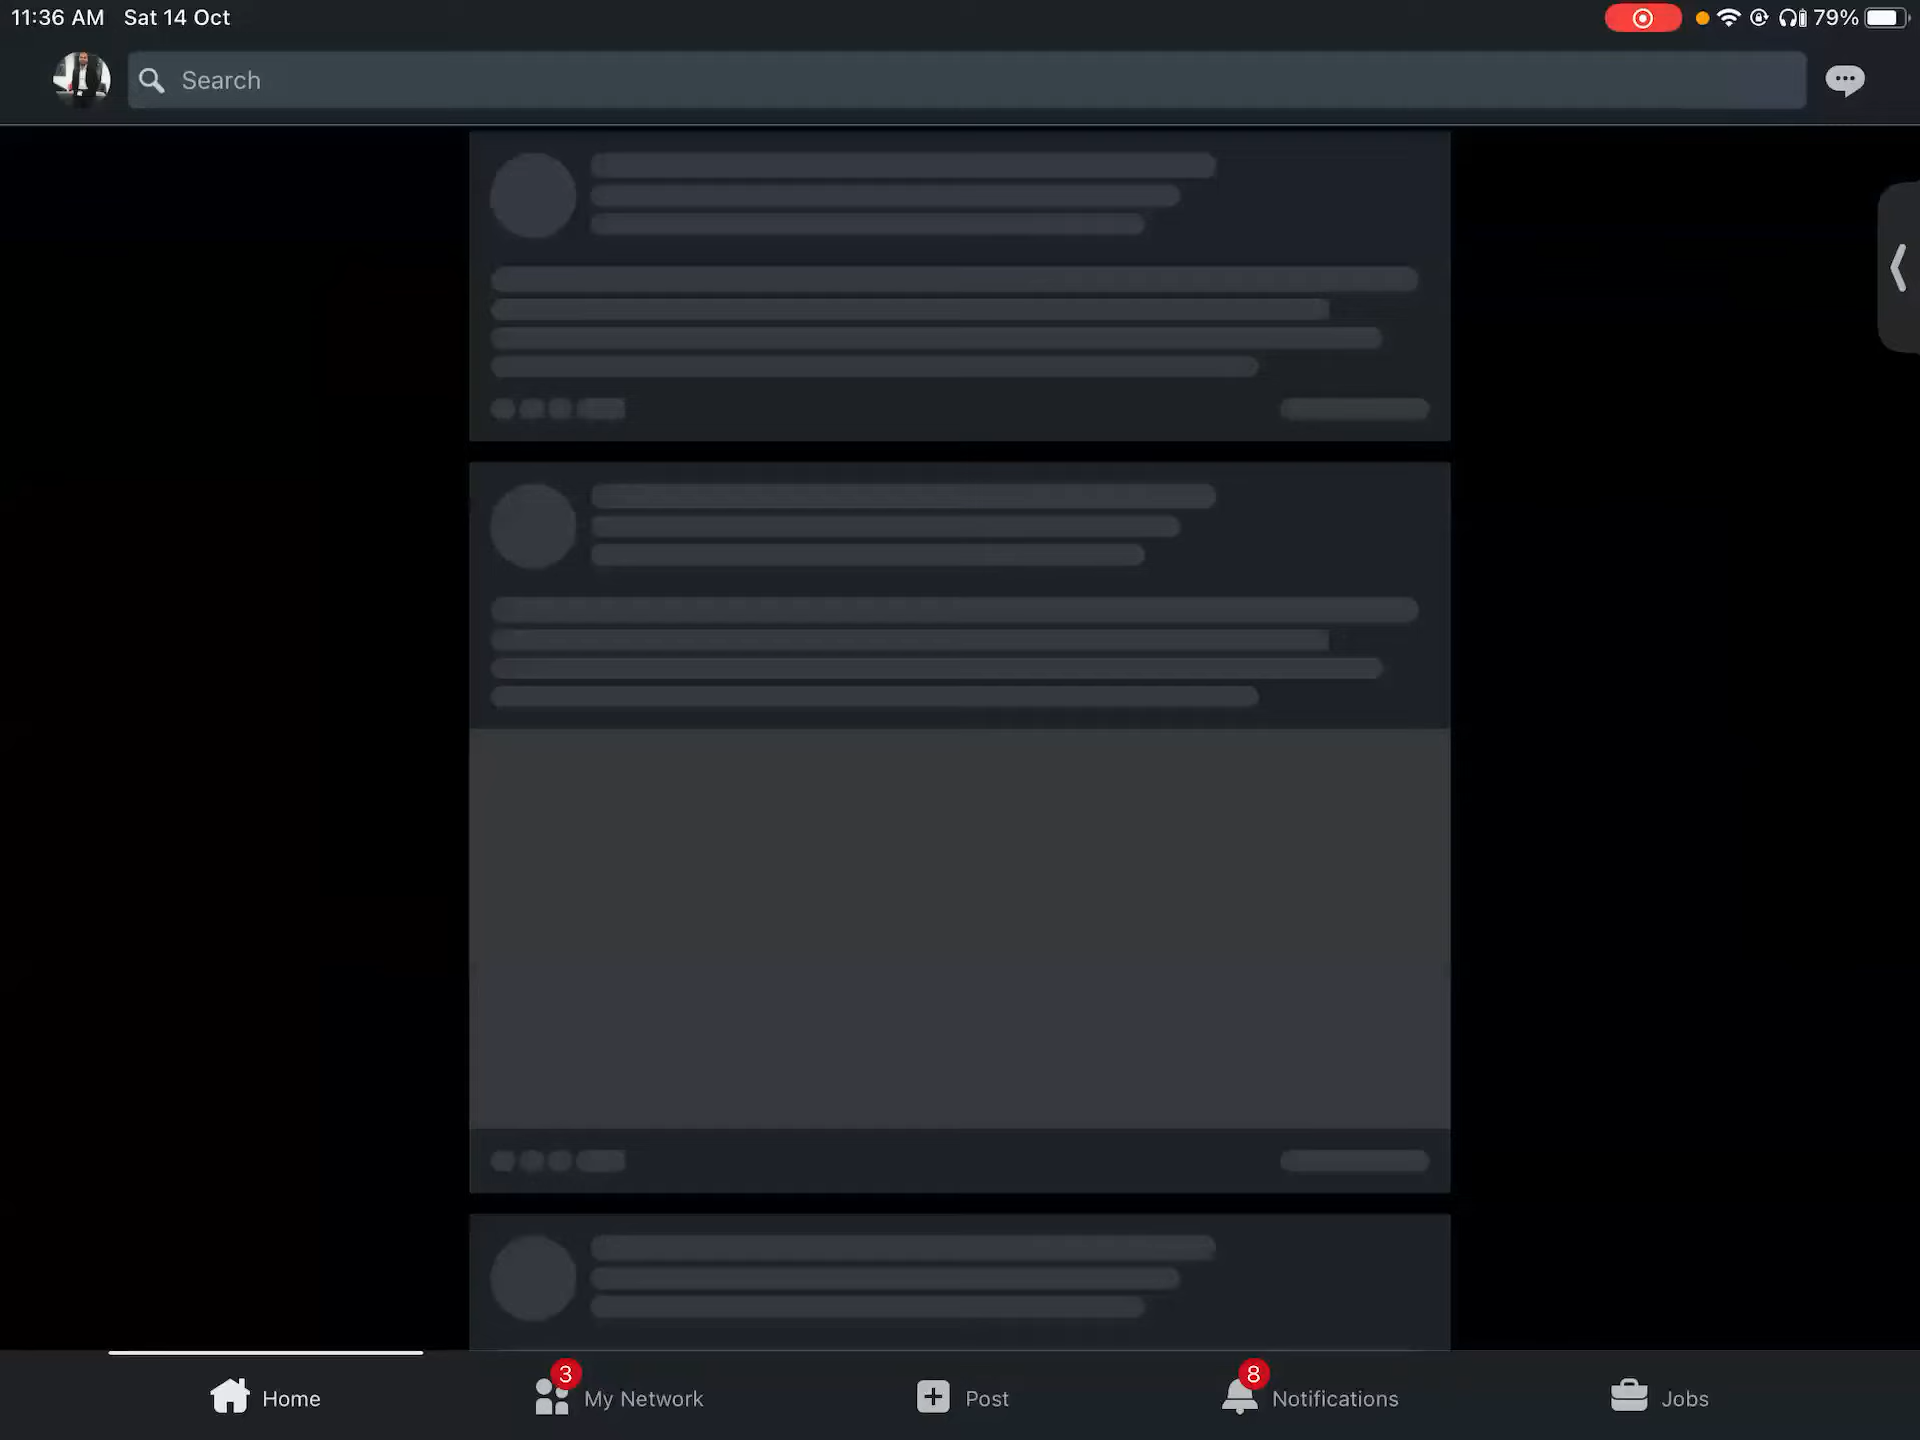 11:36 AM Sat 14 Oct
79%
Search
Home
3
My Network
Post
8
Notifications
Jobs